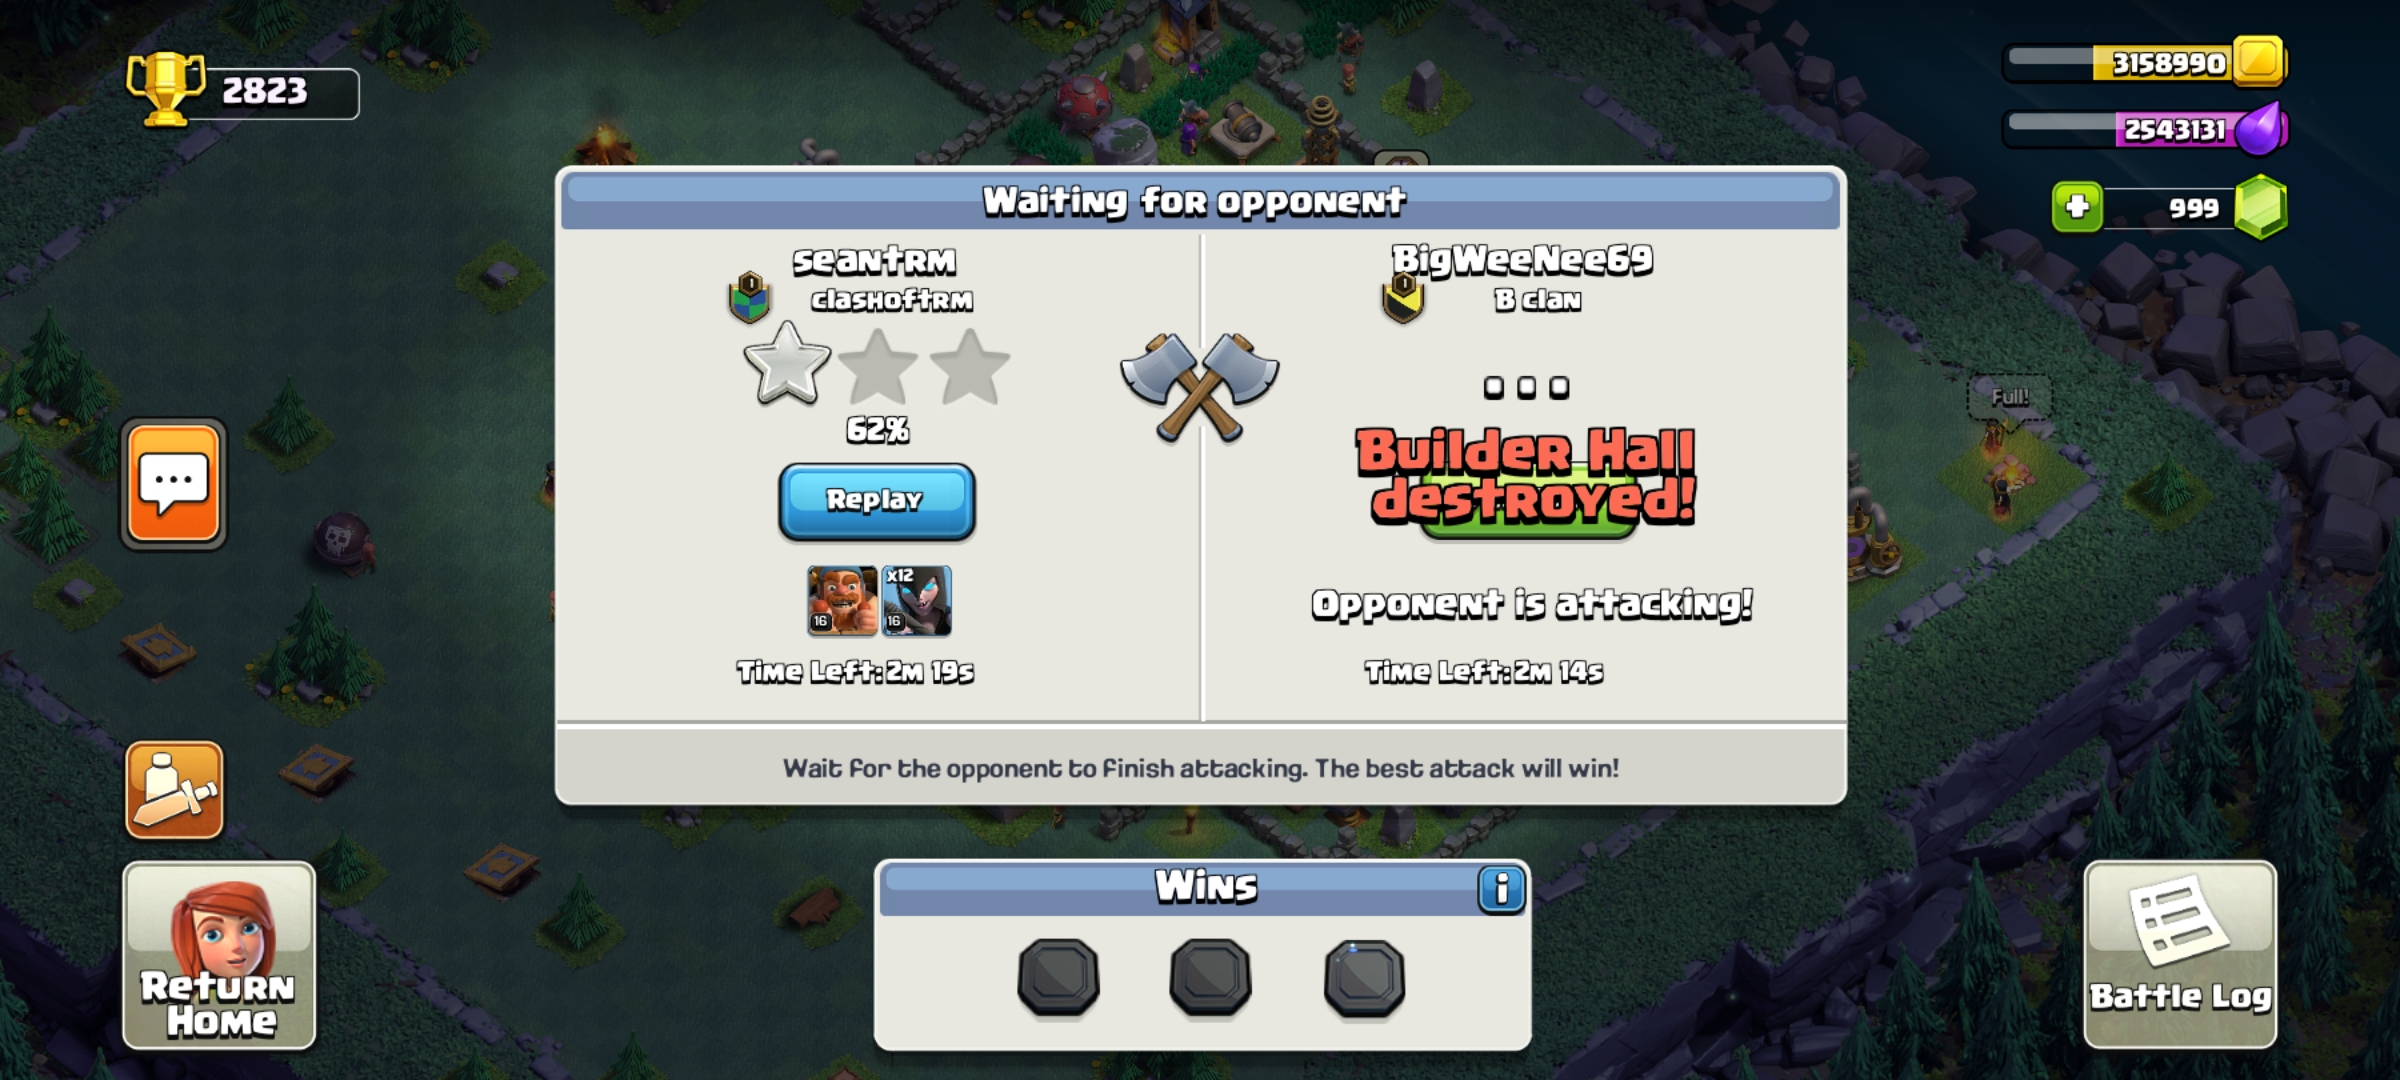 2823
3158990
2543131
999
Full!
Waiting for opponent
seantrm
1
clashoftrm
62%
Replay
x12
16
16
Time Left: 2m 19s
BigWeeNee69
1
B clan
Builder Hall
destroyed!
Opponent is attacking!
Time Left: 2m 14s
Wait for the opponent to finish attacking. The best attack will win!
Wins
i
Return
Home
Battle Log